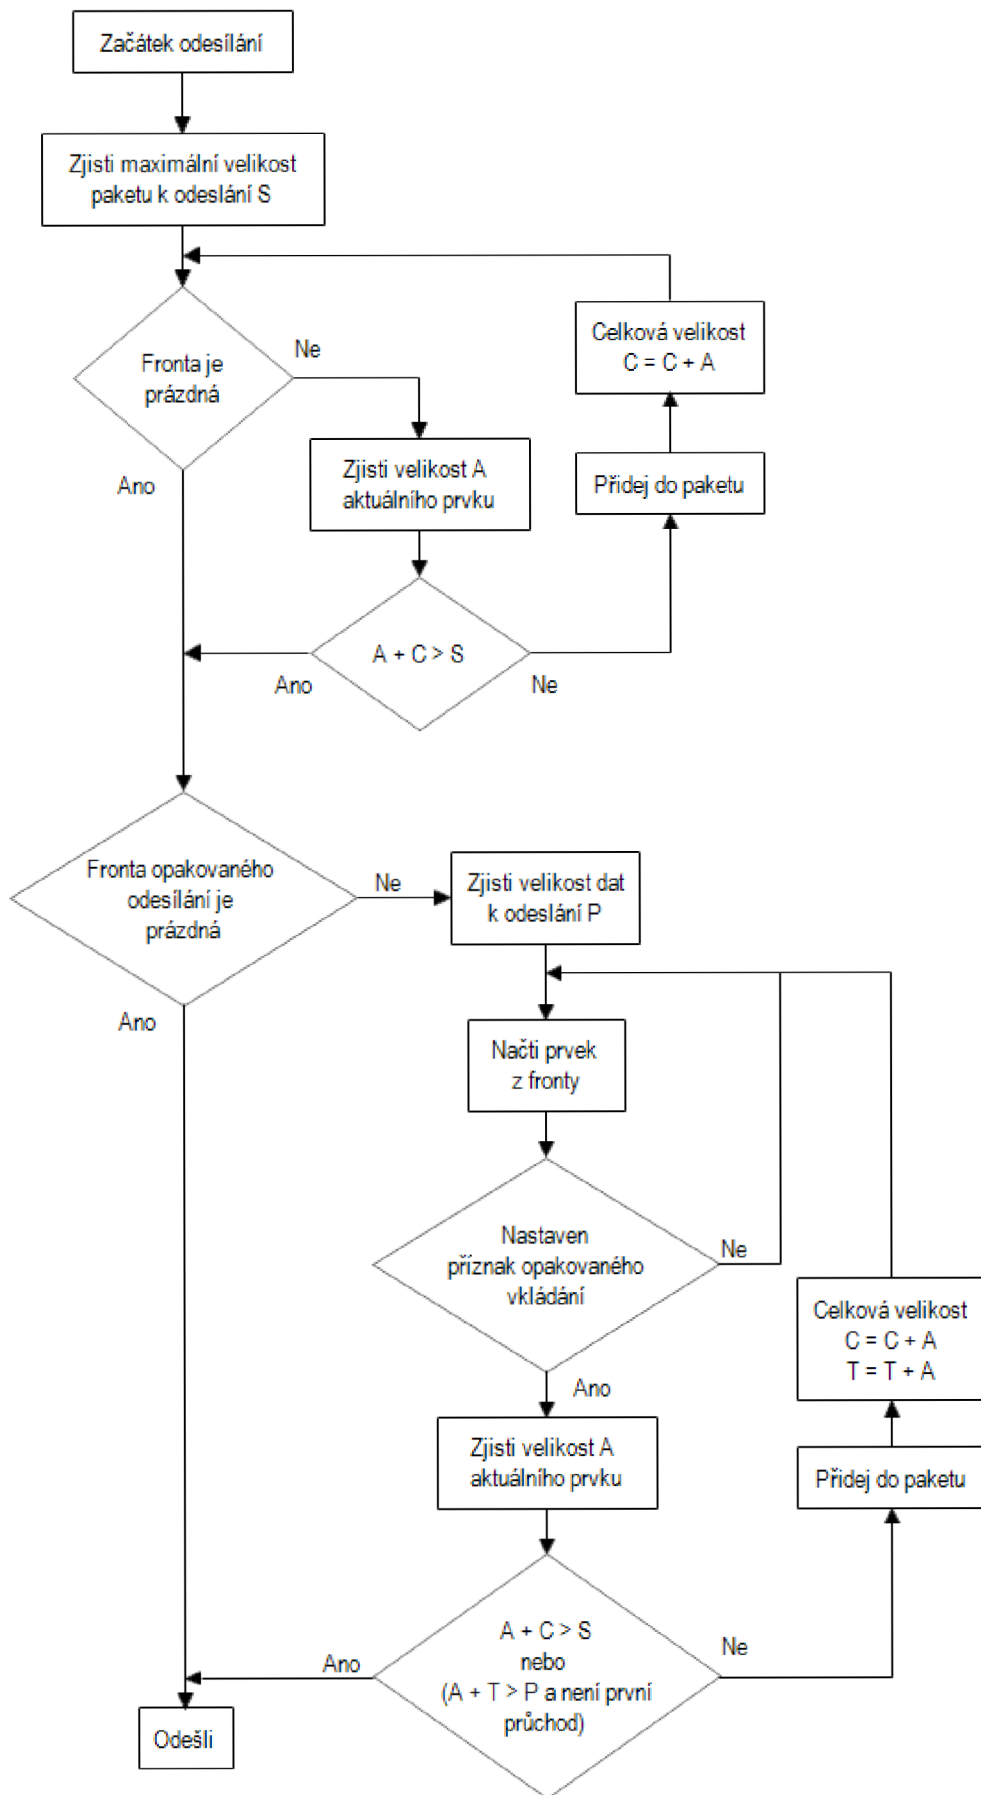 Začátek odesílání
Zjisti maximální velikost
paketu k odeslání S
Fronta je
prázdná
Ne
Ano
Zjisti velikost A
aktuálního prvku
A + C > S
Ano
Ne
Přidej do paketu
Celková velikost
C = C + A
Fronta opakovaného
odesílání je
prázdná
Ne
Ano
Zjisti velikost dat
k odeslání P
Načti prvek
z fronty
Nastaven
příznak opakovaného
vkládání
Ne
Ano
Zjisti velikost A
aktuálního prvku
A + C > S
nebo
(A + T > P a není první
průchod)
Ano
Ne
Přidej do paketu
Celková velikost
C = C + A
T = T + A
Odešli